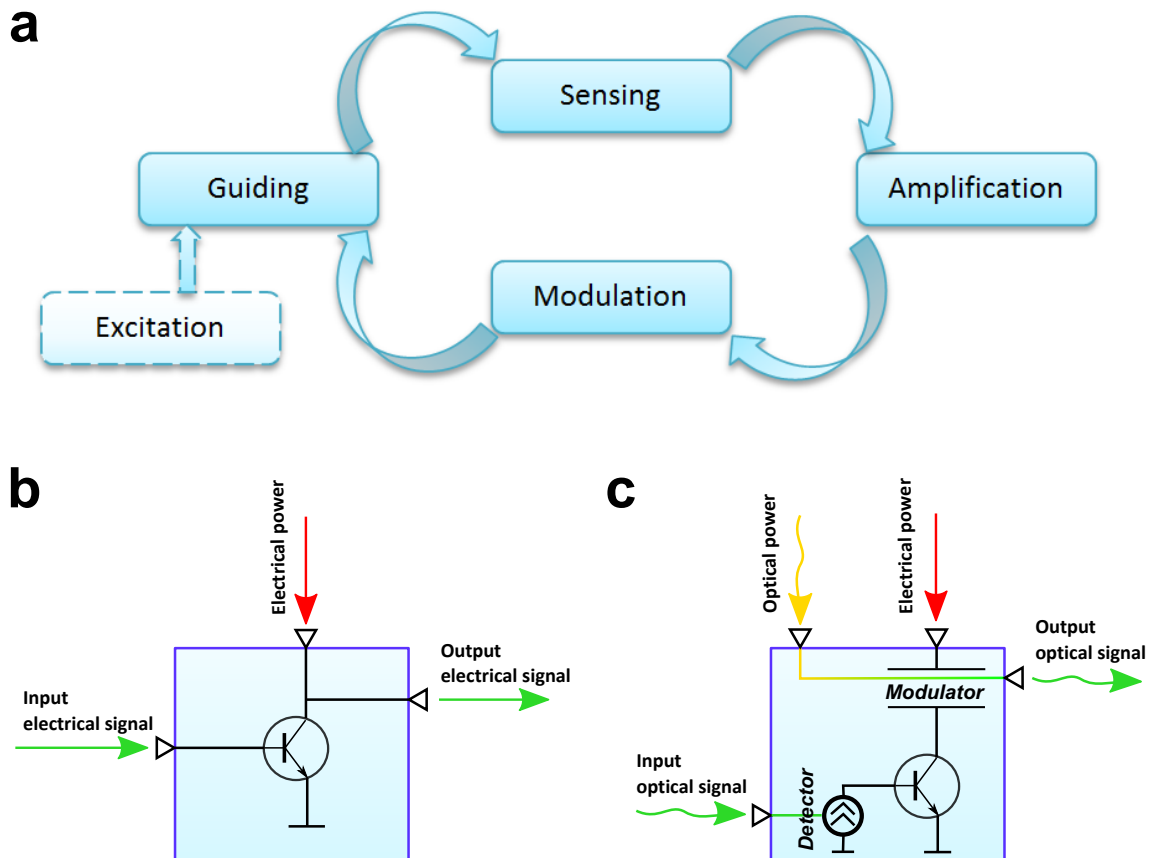 a
Sensing
Guiding
Amplification
Modulation
Excitation
b
Electrical power
Output
electrical signal
Input
electrical signal
c
Optical power
Electrical power
Output
optical signal
Modulator
Input
optical signal
Detector